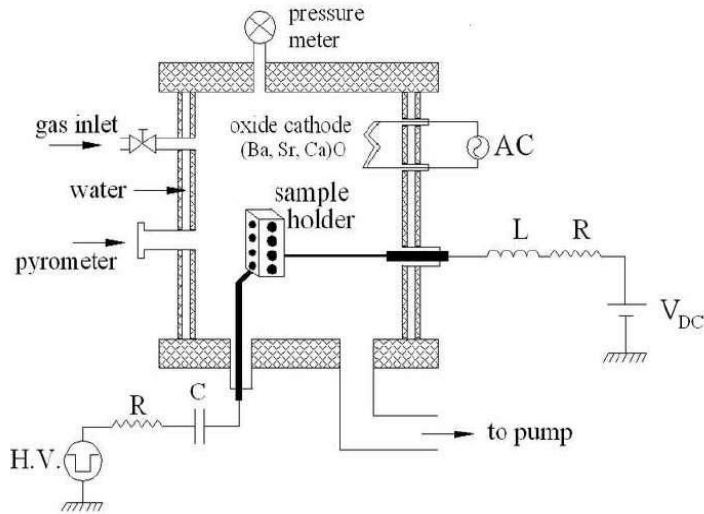 pressure
meter
gas inlet
oxide cathode
(Ba, Sr, Ca)O
AC
water
sample
holder
L
R
pyrometer
V_DC
R
C
to pump
H.V.